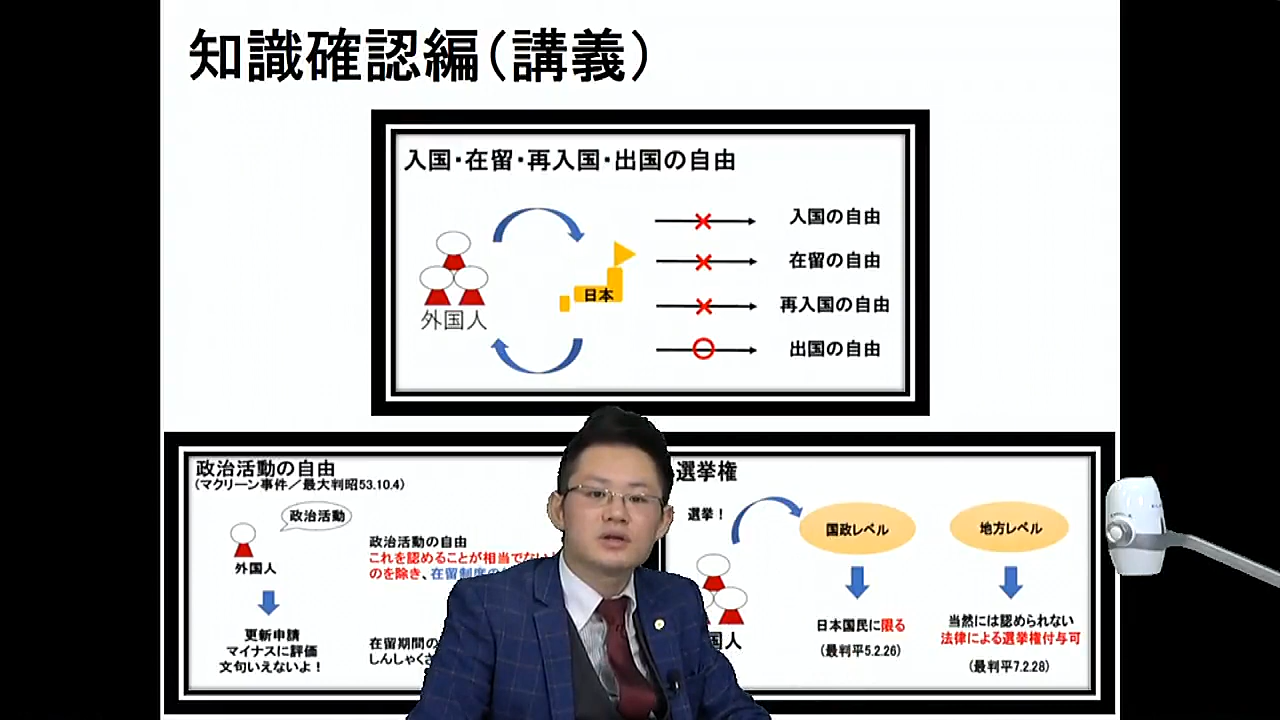 知識確認編（講義）
入国・在留・再入国・出国の自由
外国人
日本
入国の自由
在留の自由
再入国の自由
出国の自由
政治活動の自由
（マクリーン事件／最大判昭53.10.4）
政治活動
外国人
更新申請
マイナスに評価
文句いえないよ！
政治活動の自由
これを認めることが相当でない
のを除き、在留制度の
在留期間の
しんしゃく
選挙権
選挙！
国人
国政レベル
日本国民に限る
（最判平5.2.26）
地方レベル
当然には認められない
法律による選挙権付与可
（最判平7.2.28）